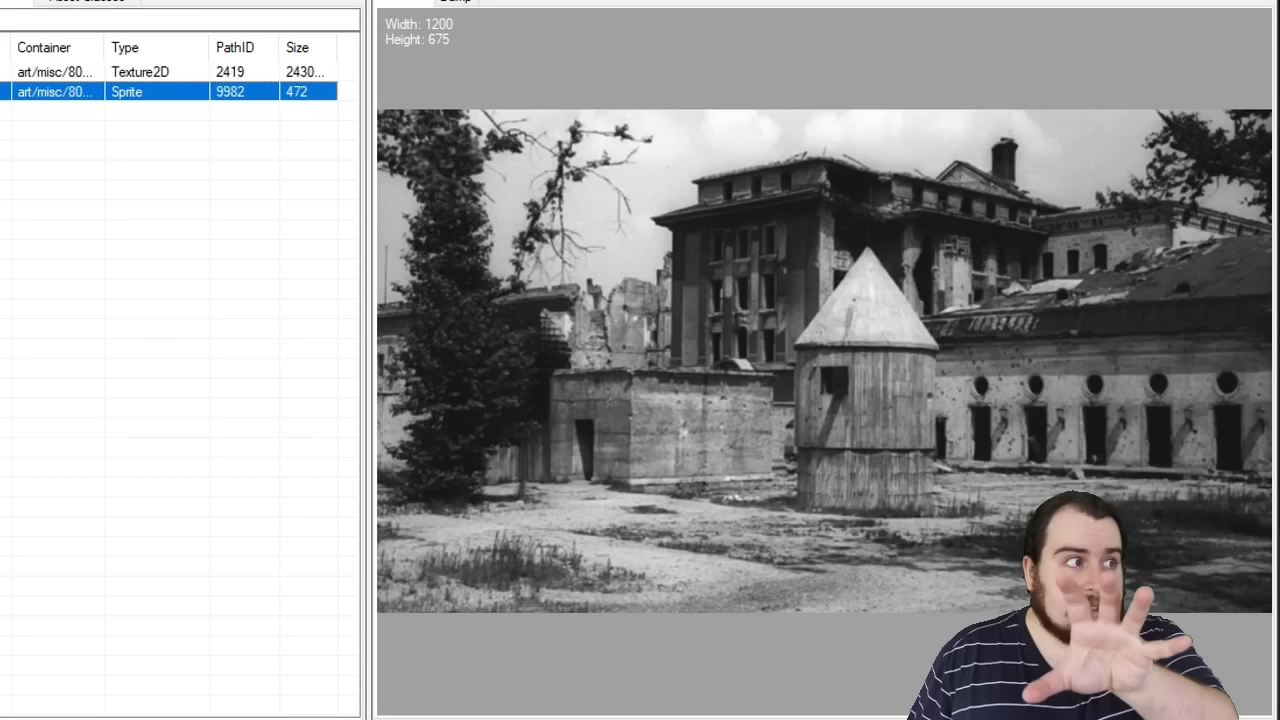 Width: 1200
Height: 675
Container Type PathID Size
art/misc/80... Texture2D 2419 2430...
art/misc/80... Sprite 9982 472